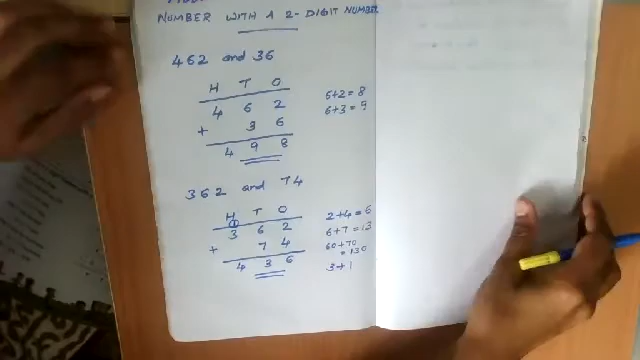 NUMBER WITH A 2-DIGIT NUMBER
462 and 36
H T O
4 6 2
+ 3 6
4 9 8
6+2=8
6+3=9
362 and 74
H T O
1
3 6 2
+ 7 4
4 3 6
2+4=6
6+7=13
60+70
=130
3+1